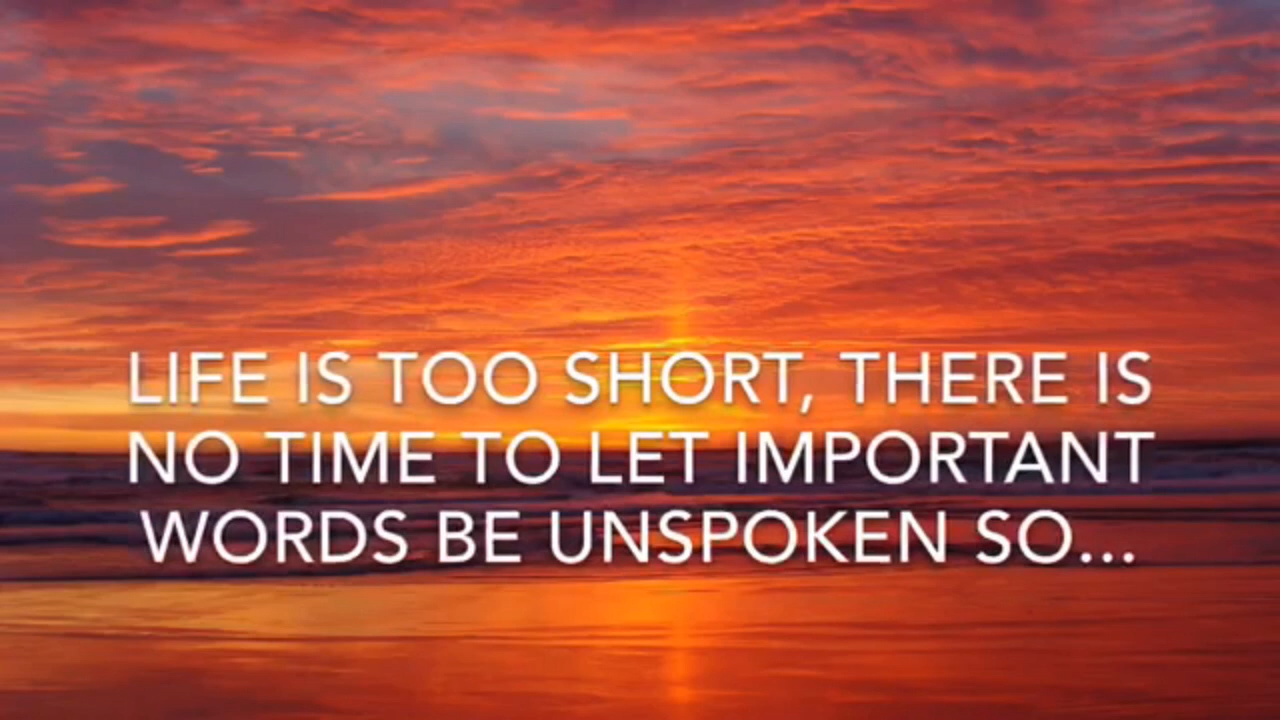 LIFE IS TOO SHORT, THERE IS
NO TIME TO LET IMPORTANT
WORDS BE UNSPOKEN SO...